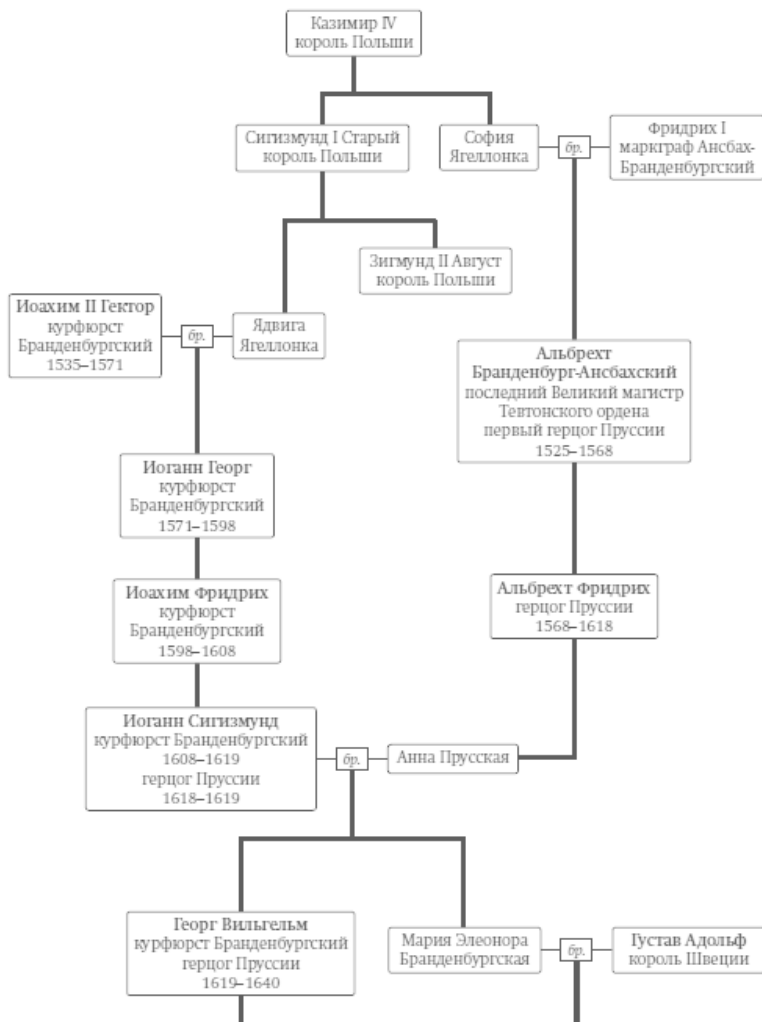 Казимир IV
король Польши
Сигизмунд I Старый
король Польши
София
Ягеллонка
бр.
Фридрих I
маркграф Ансбах-
Бранденбургский
Зигмунд II Август
король Польши
Иоахим II Гектор
курфюрст
Бранденбургский
1535–1571
бр.
Ядвига
Ягеллонка
Альбрехт
Бранденбург-Ансбахский
последний Великий магистр
Тевтонского ордена
первый герцог Пруссии
1525–1568
Иоганн Георг
курфюрст
Бранденбургский
1571–1598
Иоахим Фридрих
курфюрст
Бранденбургский
1598–1608
Альбрехт Фридрих
герцог Пруссии
1568–1618
Иоганн Сигизмунд
курфюрст Бранденбургский
1608–1619
герцог Пруссии
1618–1619
бр.
Анна Прусская
Георг Вильгельм
курфюрст Бранденбургский
герцог Пруссии
1619–1640
Мария Элеонора
Бранденбургская
бр.
Густав Адольф
король Швеции